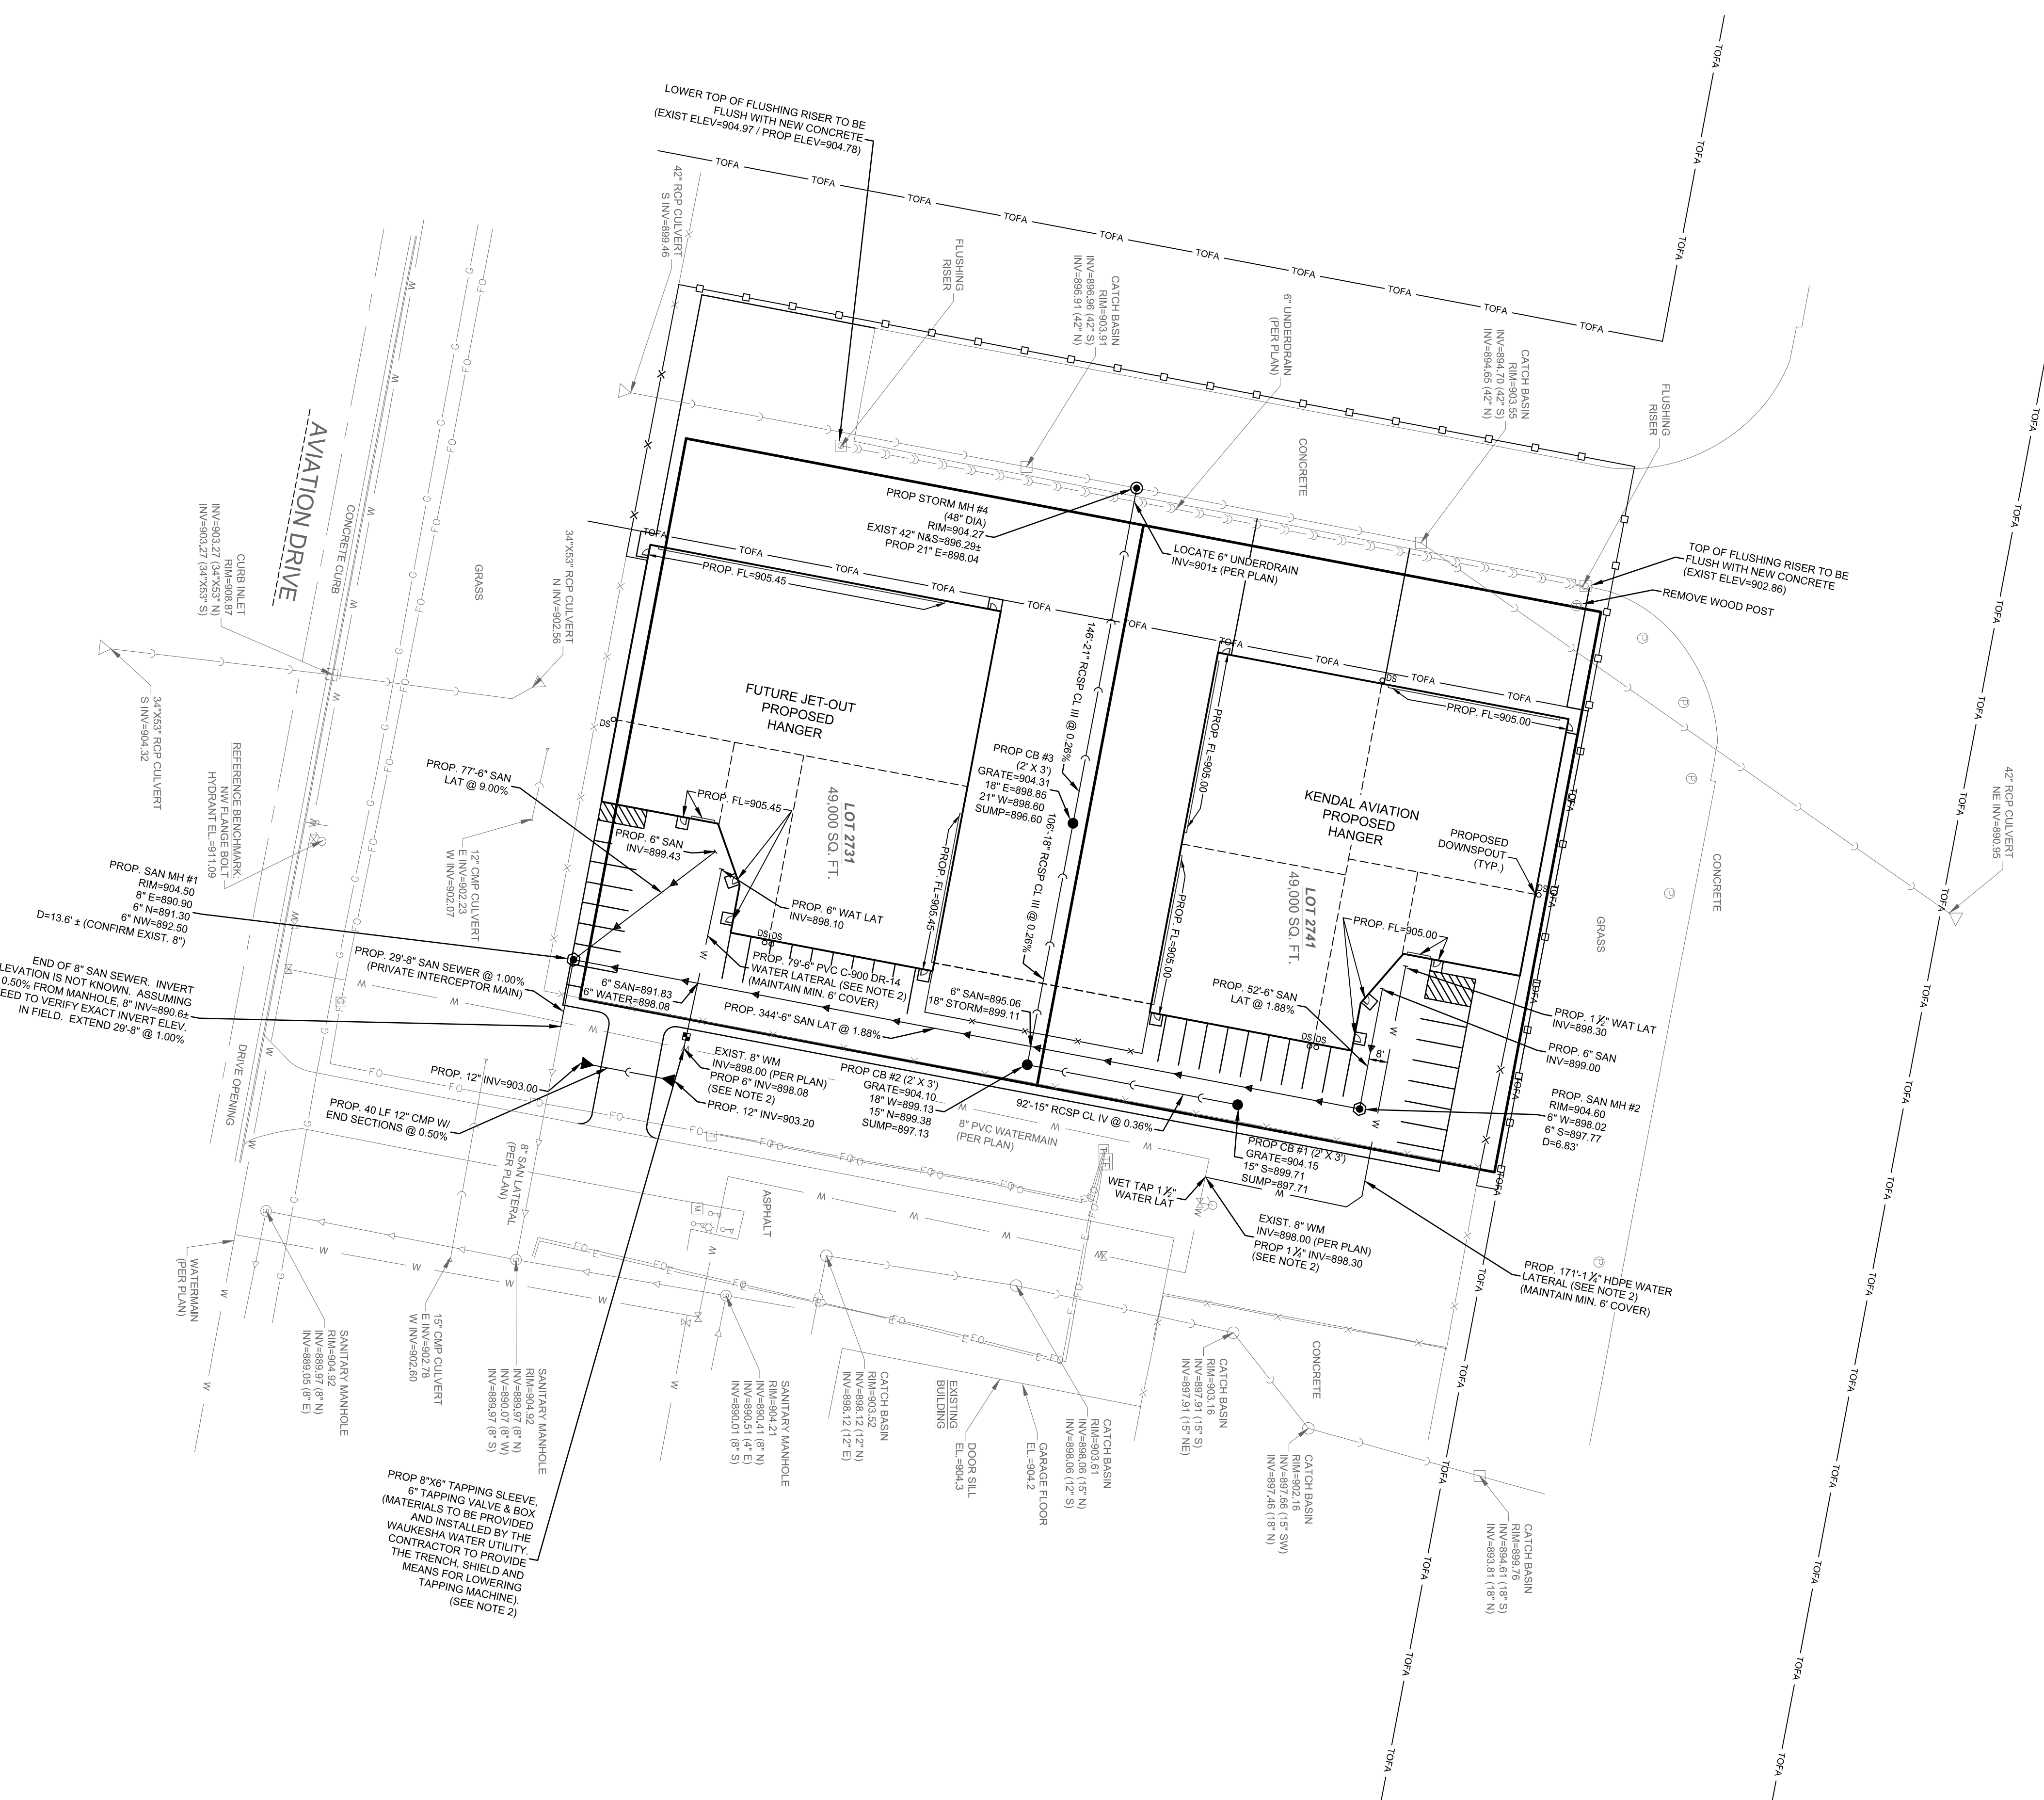 LOWER TOP OF FLUSHING RISER TO BE
FLUSH WITH NEW CONCRETE
(EXIST ELEV=904.97 / PROP ELEV=904.78)
TOFA
42" RCP CULVERT
S INV=899.46
FLUSHING
RISER
CATCH BASIN
RIM=903.91
INV=896.96 (42" S)
INV=896.91 (42" N)
6" UNDERDRAIN
(PER PLAN)
CATCH BASIN
RIM=903.55
INV=894.70 (42" S)
INV=894.65 (42" N)
FLUSHING
RISER
CONCRETE
AVIATION DRIVE
CONCRETE CURB
GRASS
CURB INLET
RIM=908.87
INV=903.27 (34"X53" N)
INV=903.27 (34"X53" S)
34"X53" RCP CULVERT
N INV=902.56
34"X53" RCP CULVERT
S INV=904.32
REFERENCE BENCHMARK:
NW FLANGE BOLT
HYDRANT EL=911.09
PROP STORM MH #4
(48" DIA)
RIM=904.27
EXIST 42" N&S=896.29±
PROP 21" E=898.04
LOCATE 6" UNDERDRAIN
INV=901± (PER PLAN)
TOP OF FLUSHING RISER TO BE
FLUSH WITH NEW CONCRETE
(EXIST ELEV=902.86)
REMOVE WOOD POST
PROP. FL=905.45
FUTURE JET-OUT
PROPOSED
HANGER
LOT 2731
49,000 SQ. FT.
PROP. FL=905.45
PROP. FL=905.45
146'-21" RCSP CL III @ 0.26%
PROP CB #3
(2' X 3')
GRATE=904.31
18" E=898.85
21" W=898.60
SUMP=896.60
106'-18" RCSP CL III @ 0.26%
PROP. FL=905.00
PROP. FL=905.00
PROP. FL=905.00
KENDAL AVIATION
PROPOSED
HANGER
LOT 2741
49,000 SQ. FT.
PROPOSED
DOWNSPOUT
(TYP.)
PROP. FL=905.00
DS
DS
DS DS
DS DS
GRASS
CONCRETE
42" RCP CULVERT
NE INV=890.95
PROP. 77'-6" SAN
LAT @ 9.00%
PROP. 6" SAN
INV=899.43
PROP. 6" WAT LAT
INV=898.10
12" CMP CULVERT
E INV=902.23
W INV=902.07
PROP. SAN MH #1
RIM=904.50
8" E=890.90
6" N=891.30
6" NW=892.50
D=13.6' ± (CONFIRM EXIST. 8")
END OF 8" SAN SEWER. INVERT
LEVATION IS NOT KNOWN. ASSUMING
0.50% FROM MANHOLE, 8" INV=890.6±
EED TO VERIFY EXACT INVERT ELEV.
IN FIELD. EXTEND 29'-8" @ 1.00%
PROP. 29'-8" SAN SEWER @ 1.00%
(PRIVATE INTERCEPTOR MAIN)
6" SAN=891.83
6" WATER=898.08
PROP. 79'-6" PVC C-900 DR-14
WATER LATERAL (SEE NOTE 2)
(MAINTAIN MIN. 6' COVER)
PROP. 344'-6" SAN LAT @ 1.88%
6" SAN=895.06
18" STORM=899.11
PROP. 52'-6" SAN
LAT @ 1.88%
8'
PROP. 1 ½" WAT LAT
INV=898.30
PROP. 6" SAN
INV=899.00
PROP. SAN MH #2
RIM=904.60
6" W=898.02
6" S=897.77
D=6.83'
EXIST. 8" WM
INV=898.00 (PER PLAN)
PROP 6" INV=898.08
(SEE NOTE 2)
PROP. 12" INV=903.20
PROP. 12" INV=903.00
PROP. 40 LF 12" CMP W/
END SECTIONS @ 0.50%
PROP CB #2 (2' X 3')
GRATE=904.10
18" W=899.13
15" N=899.38
SUMP=897.13
92'-15" RCSP CL IV @ 0.36%
8" PVC WATERMAIN
(PER PLAN)
PROP CB #1 (2' X 3')
GRATE=904.15
15" S=899.71
SUMP=897.71
WET TAP 1 ½"
WATER LAT
EXIST. 8" WM
INV=898.00 (PER PLAN)
PROP 1 ¼" INV=898.30
(SEE NOTE 2)
PROP. 171'-1 ¼" HDPE WATER
LATERAL (SEE NOTE 2)
(MAINTAIN MIN. 6' COVER)
DRIVE OPENING
8" SAN LATERAL
(PER PLAN)
ASPHALT
WATERMAIN
(PER PLAN)
SANITARY MANHOLE
RIM=904.92
INV=889.97 (8" N)
INV=889.05 (8" E)
15" CMP CULVERT
E INV=902.78
W INV=902.60
SANITARY MANHOLE
RIM=904.92
INV=889.97 (8" N)
INV=890.07 (8" W)
INV=889.97 (8" S)
SANITARY MANHOLE
RIM=904.21
INV=890.41 (8" N)
INV=890.51 (4" E)
INV=890.01 (8" S)
CATCH BASIN
RIM=903.52
INV=898.12 (12" N)
INV=898.12 (12" E)
EXISTING
BUILDING
DOOR SILL
EL.=904.3
GARAGE FLOOR
EL.=904.2
CATCH BASIN
RIM=903.61
INV=898.06 (15" N)
INV=898.06 (12" S)
CATCH BASIN
RIM=903.16
INV=897.91 (15" S)
INV=897.91 (15" NE)
CONCRETE
CATCH BASIN
RIM=902.16
INV=897.66 (15" SW)
INV=897.46 (18" N)
CATCH BASIN
RIM=899.76
INV=894.61 (18" S)
INV=893.81 (18" N)
PROP 8"X6" TAPPING SLEEVE,
6" TAPPING VALVE & BOX
(MATERIALS TO BE PROVIDED
AND INSTALLED BY THE
WAUKESHA WATER UTILITY.
CONTRACTOR TO PROVIDE
THE TRENCH, SHIELD AND
MEANS FOR LOWERING
TAPPING MACHINE).
(SEE NOTE 2)